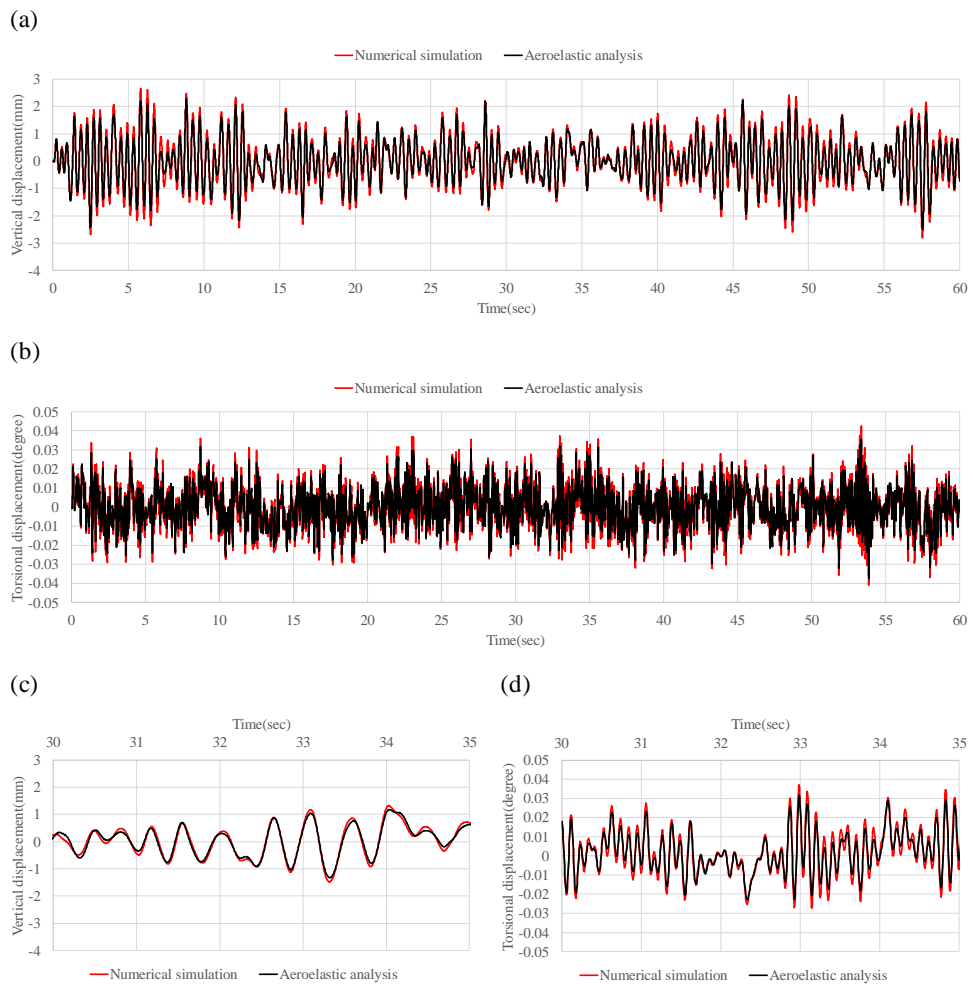 (a)
Numerical simulation Aeroelastic analysis
Vertical displacement(mm)
3
2
1
0
-1
-2
-3
-4
0 5 10 15 20 25 30 35 40 45 50 55 60
Time(sec)
(b)
Numerical simulation Aeroelastic analysis
Torsional displacement(degree)
0.05
0.04
0.03
0.02
0.01
0
-0.01
-0.02
-0.03
-0.04
-0.05
0 5 10 15 20 25 30 35 40 45 50 55 60
Time(sec)
(c)
Time(sec)
30 31 32 33 34 35
Vertical displacement(mm)
3
2
1
0
-1
-2
-3
-4
Numerical simulation Aeroelastic analysis
(d)
Time(sec)
30 31 32 33 34 35
Torsional displacement(degree)
0.05
0.04
0.03
0.02
0.01
0
-0.01
-0.02
-0.03
-0.04
-0.05
Numerical simulation Aeroelastic analysis